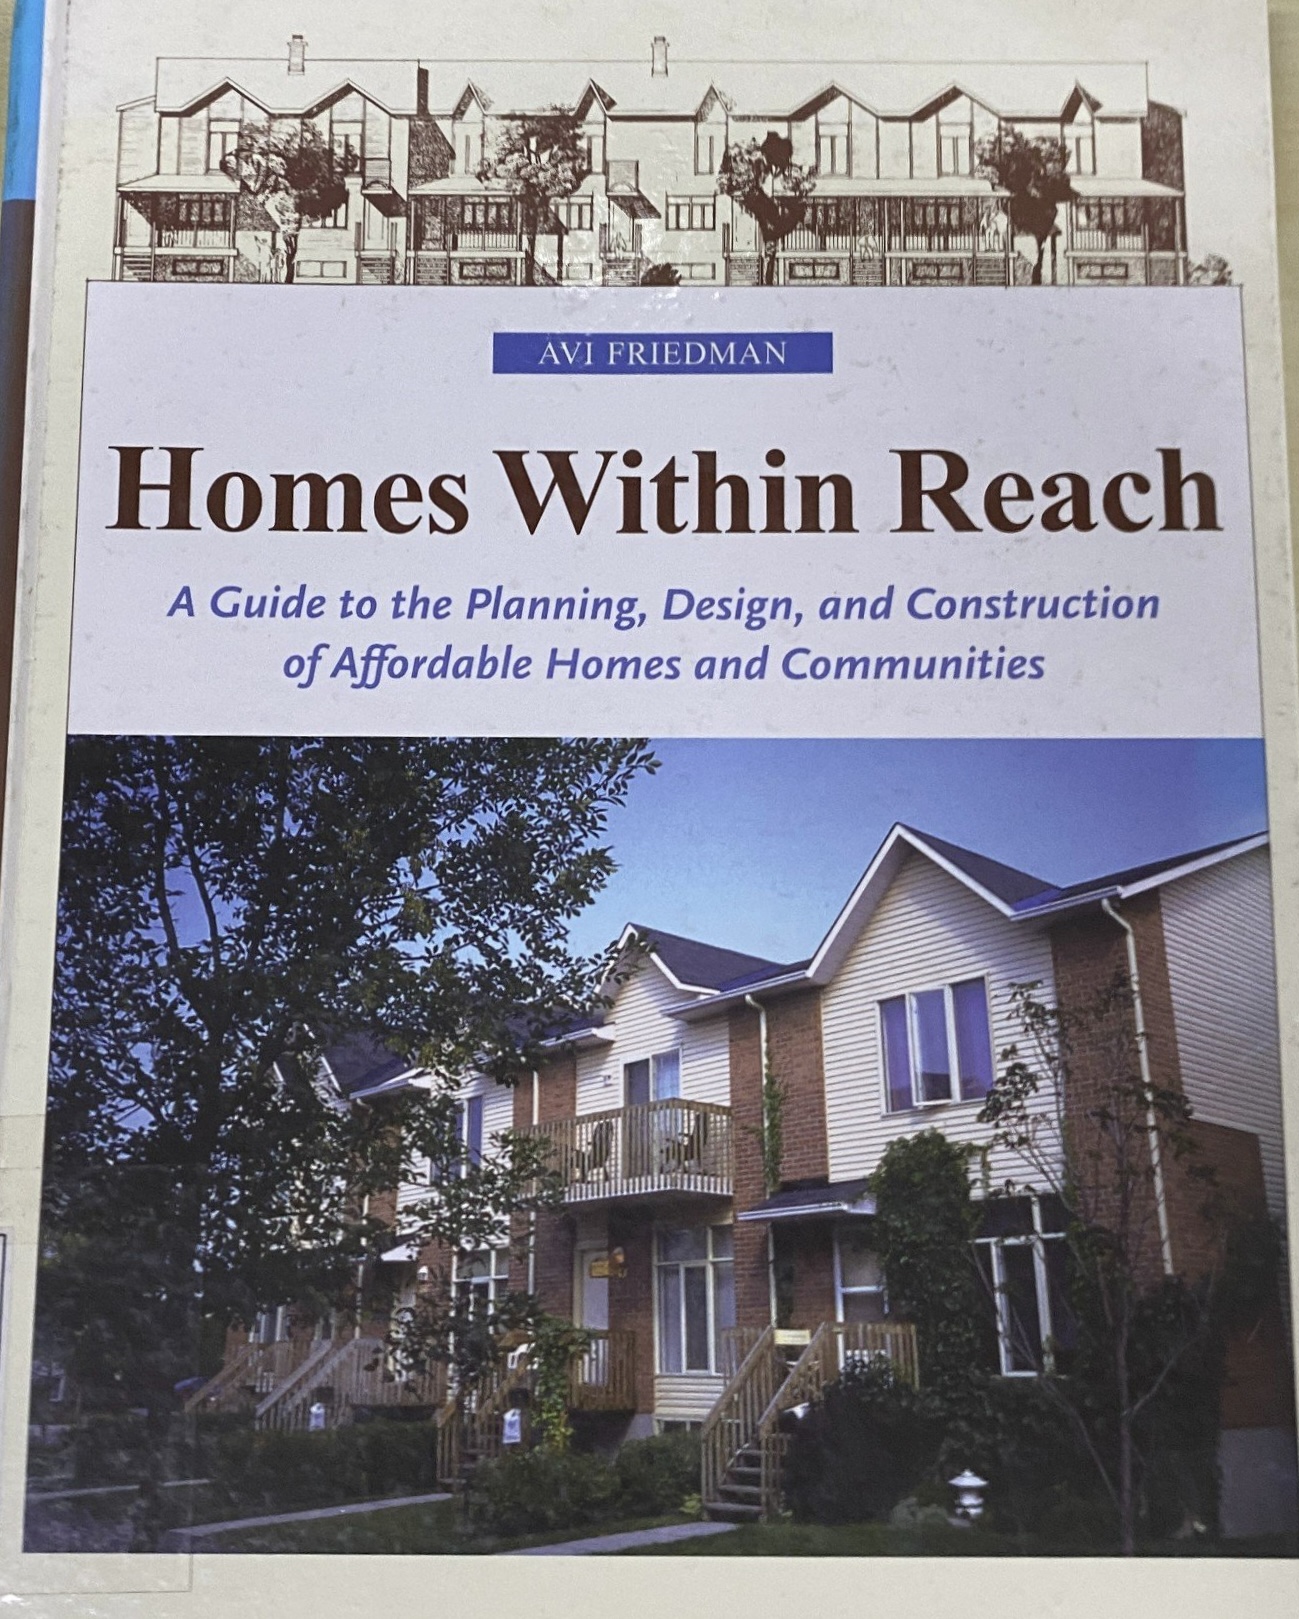 AVI FRIEDMAN
Homes Within Reach
A Guide to the Planning, Design, and Construction
of Affordable Homes and Communities